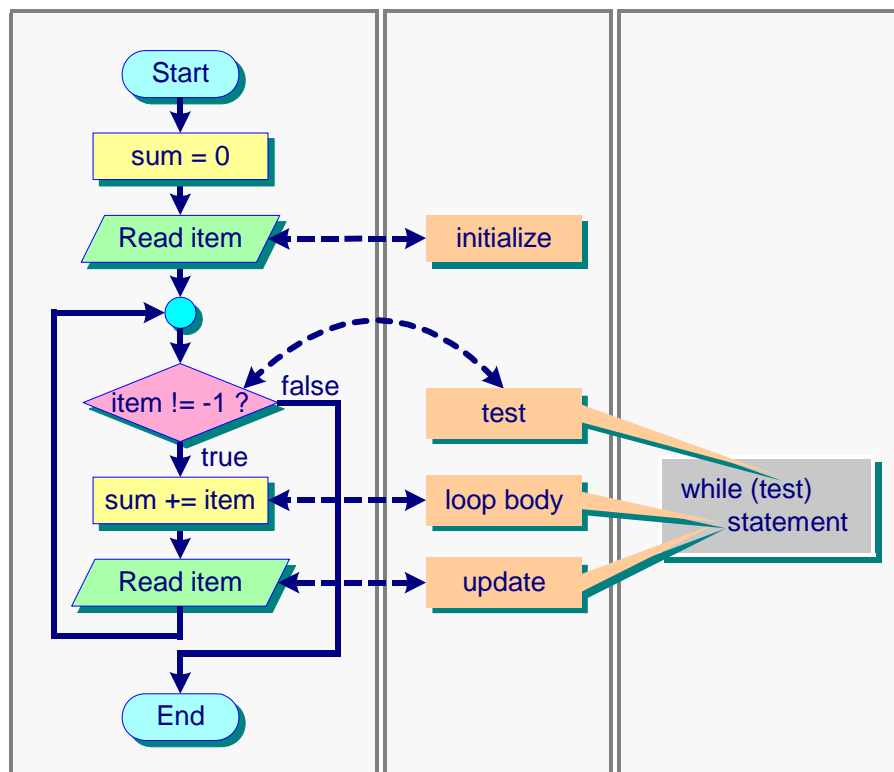 Start
sum = 0
Read item
initialize
item != -1 ?
false
test
true
sum += item
loop body
while (test)
statement
Read item
update
End